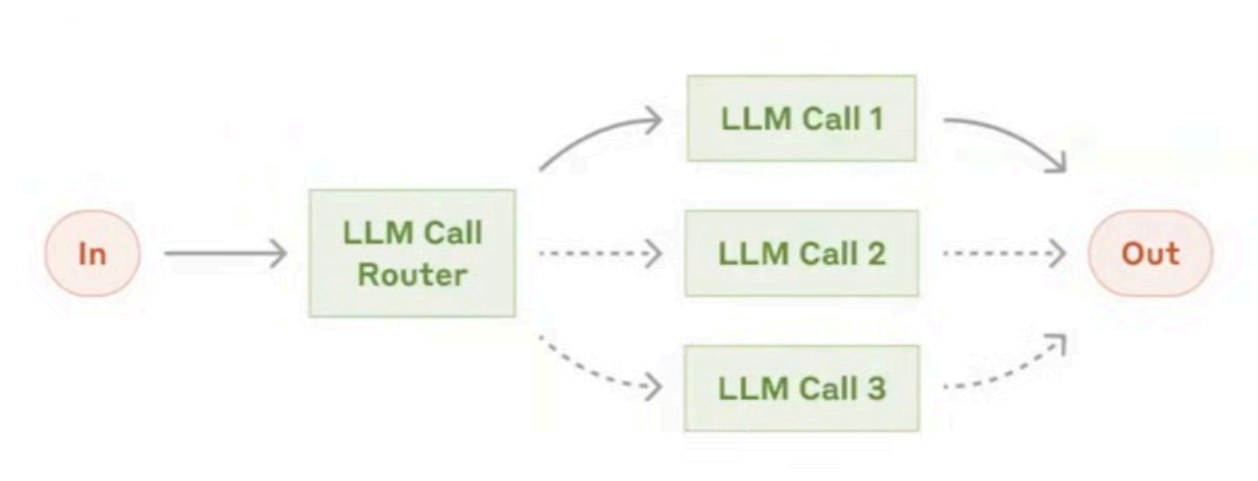 In
LLM Call
Router
LLM Call 1
LLM Call 2
LLM Call 3
Out